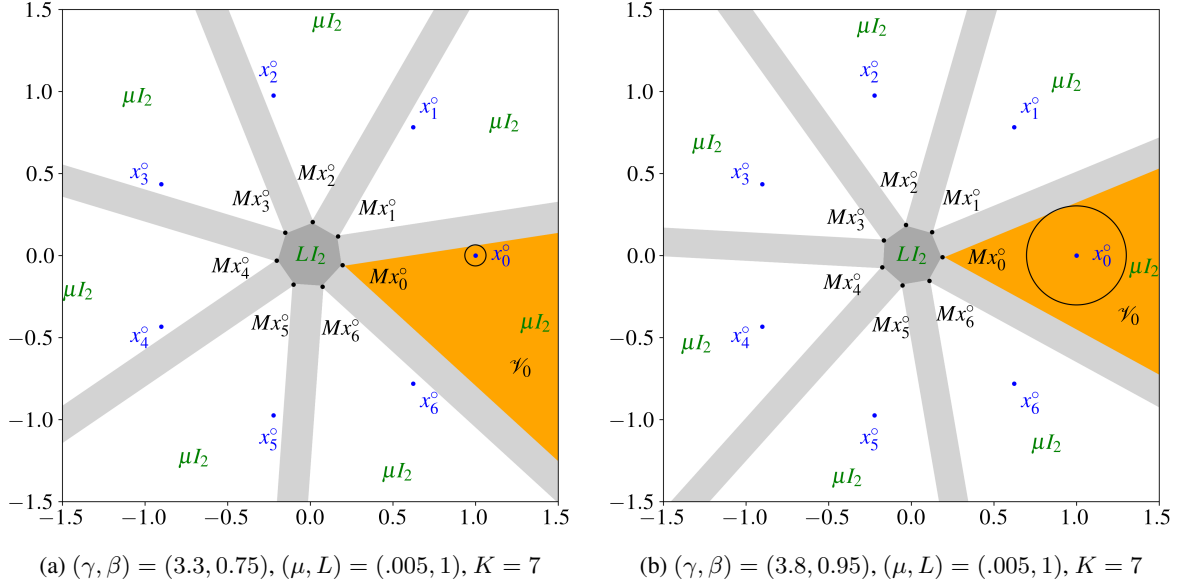 1.5
1.0
0.5
0.0
−0.5
−1.0
−1.5
−1.5 −1.0 −0.5 0.0 0.5 1.0 1.5
μI₂
x₂°
μI₂
x₁°
μI₂
x₃°
Mx₂°
Mx₃°
Mx₁°
LI₂
x₀°
Mx₄°
Mx₀°
μI₂
x₄°
Mx₅°
Mx₆°
μI₂
𝒱₀
x₆°
x₅°
μI₂
μI₂
(a) (γ, β) = (3.3, 0.75), (μ, L) = (.005, 1), K = 7
1.5
1.0
0.5
0.0
−0.5
−1.0
−1.5
−1.5 −1.0 −0.5 0.0 0.5 1.0 1.5
μI₂
x₂°
μI₂
x₁°
μI₂
x₃°
Mx₂°
Mx₁°
Mx₃°
LI₂
Mx₀°
x₀°
μI₂
Mx₄°
x₄°
Mx₅°
Mx₆°
𝒱₀
μI₂
x₆°
x₅°
μI₂
μI₂
(b) (γ, β) = (3.8, 0.95), (μ, L) = (.005, 1), K = 7